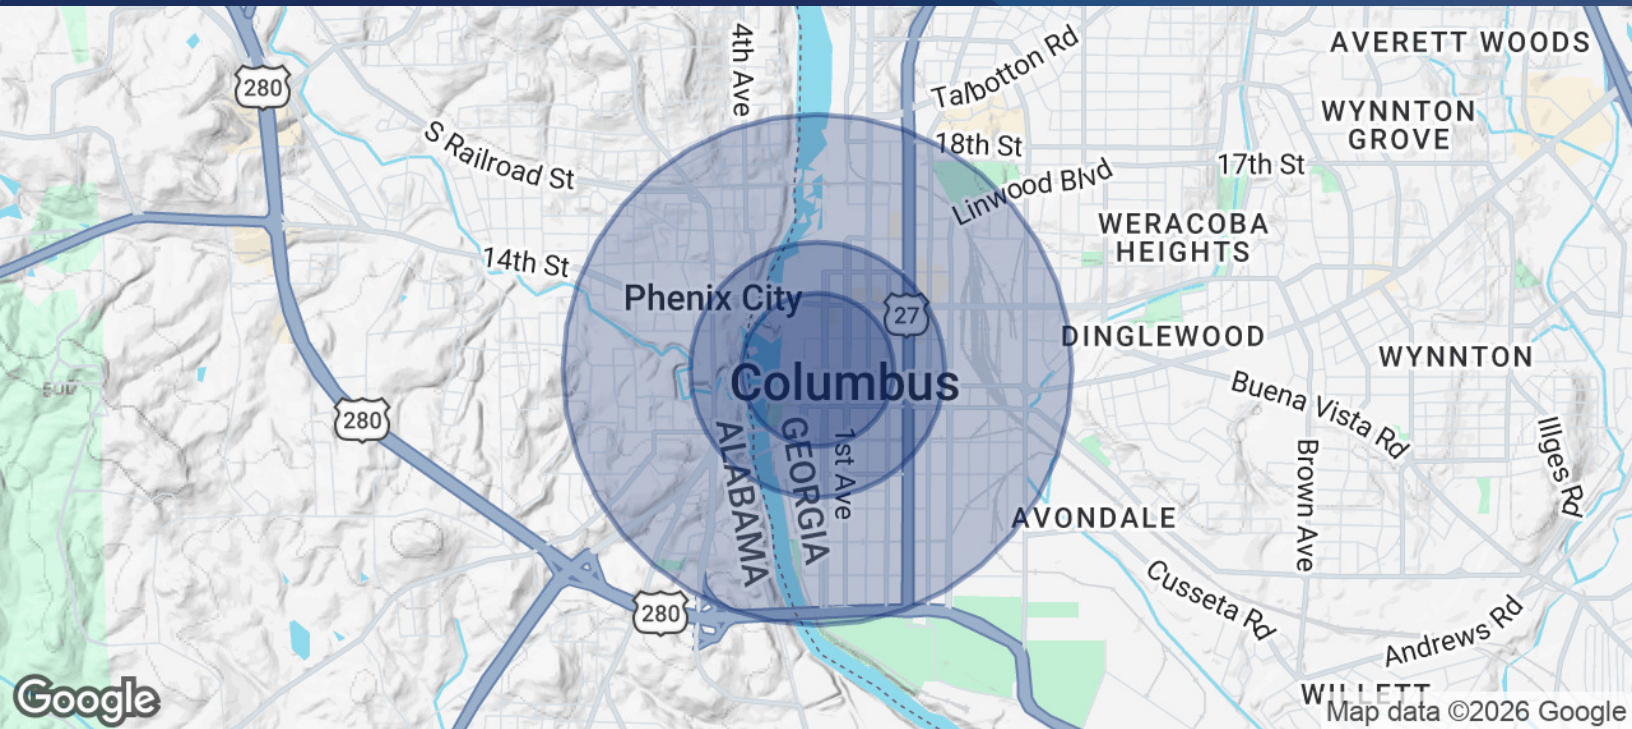 4th Ave
Talbotton Rd
AVERETT WOODS
280
WYNNTON
GROVE
S Railroad St
18th St
17th St
Linwood Blvd
WERACOBA
HEIGHTS
14th St
Phenix City
27
DINGLEWOOD
WYNNTON
Columbus
Buena Vista Rd
280
ALABAMA
GEORGIA
1st Ave
Brown Ave
Illges Rd
AVONDALE
Cusseta Rd
280
Andrews Rd
WILLETT
Google
Map data ©2026 Google